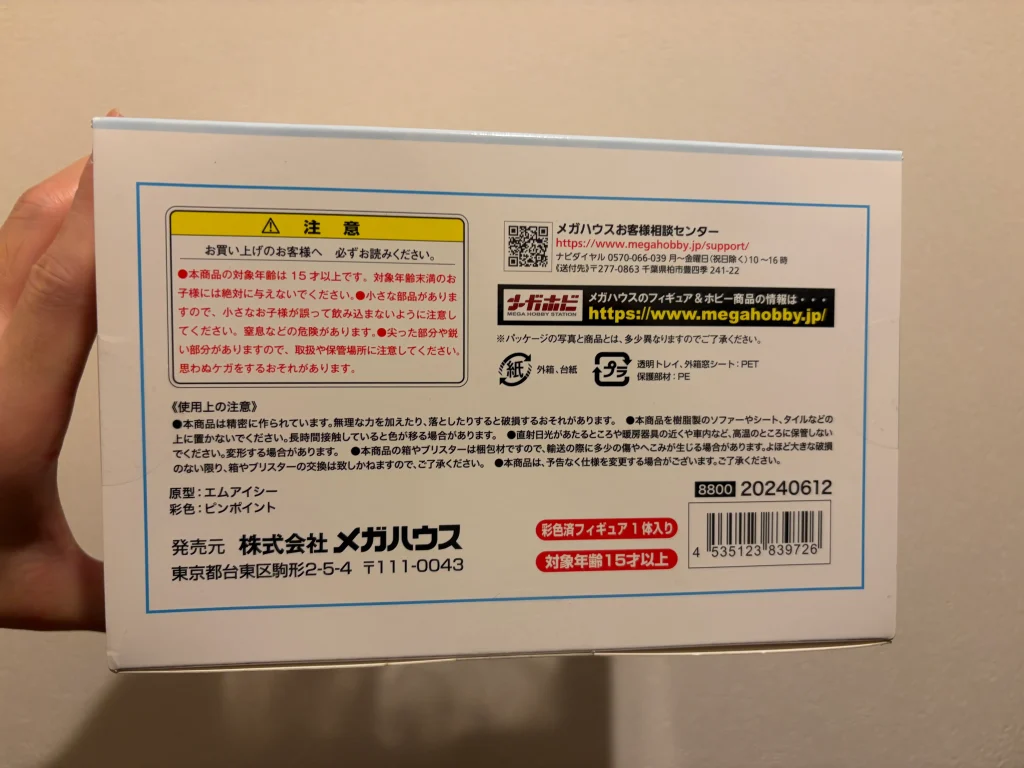 ⚠ 注 意
お買い上げのお客様へ 必ずお読みください。
●本商品の対象年齢は15才以上です。対象年齢末満のお
子様には絶対に与えないでください。●小さな部品がありま
すので、小さなお子様が誤って飲み込まないように注意し
てください。窒息などの危険があります。●尖った部分や鋭
い部分がありますので、取扱や保管場所に注意してください。
思わぬケガをするおそれがあります。
メガハウスお客様相談センター
https://www.megahobby.jp/support/
ナビダイヤル 0570-066-039 月〜金曜日(祝日除く)10〜16時
《送付先》〒277-0863 千葉県柏市豊四季 241-22
メガホビ
MEGA HOBBY STATION
メガハウスのフィギュア&ホビー商品の情報は・・・
https://www.megahobby.jp/
※パッケージの写真と商品とは、多少異なりますのでご了承ください。
紙 外箱、台紙
プラ 透明トレイ、外箱窓シート:PET
保護部材:PE
《使用上の注意》
●本商品は精密に作られています。無理な力を加えたり、落としたりすると破損するおそれがあります。 ●本商品を樹脂製のソファーやシート、タイルなどの
上に置かないでください。長時間接触していると色が移る場合があります。 ●直射日光があたるところや暖房器具の近くや車内など、高温のところに保管しない
でください。変形する場合があります。 ●本商品の箱やブリスターは梱包材ですので、輸送の際に多少の傷やへこみが生じる場合があります。よほど大きな破損
のない限り、箱やブリスターの交換は致しかねますので、ご了承ください。 ●本商品は、予告なく仕様を変更する場合がございます。ご了承ください。
原型:エムアイシー
彩色:ピンポイント
発売元 株式会社 メガハウス
東京都台東区駒形2-5-4 〒111-0043
彩色済フィギュア1体入り
対象年齢15才以上
8800 20240612
4 535123 839726